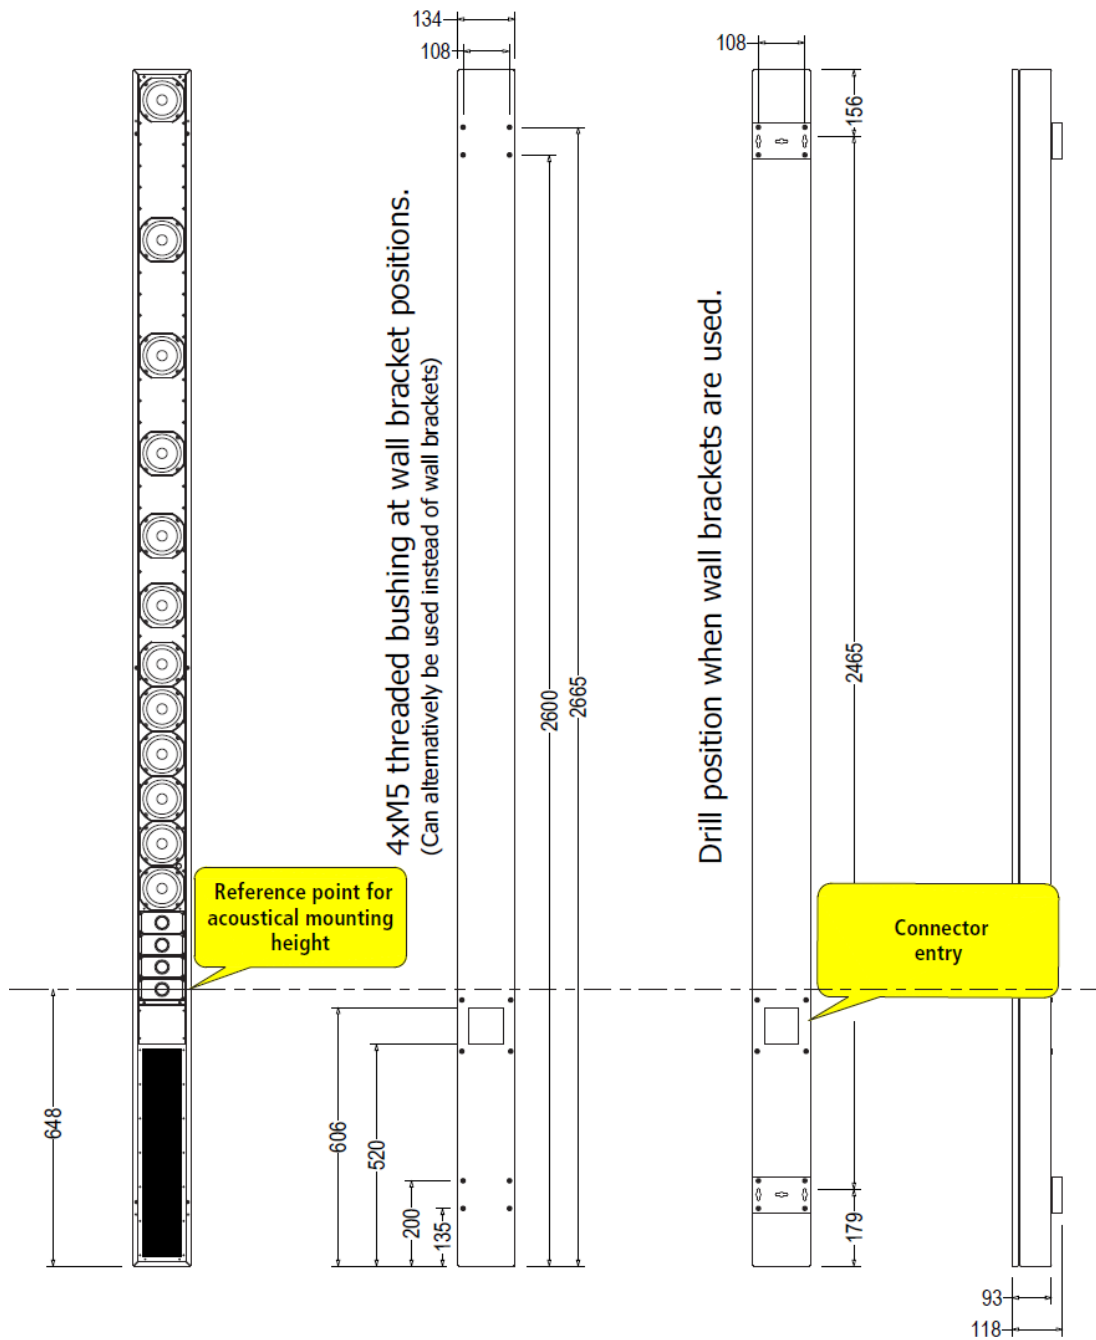 134
108
108
156
4xM5 threaded bushing at wall bracket positions.
(Can alternatively be used instead of wall brackets)
Drill position when wall brackets are used.
2465
2600
2665
Reference point for
acoustical mounting
height
Connector
entry
648
606
520
200
135
179
93
118